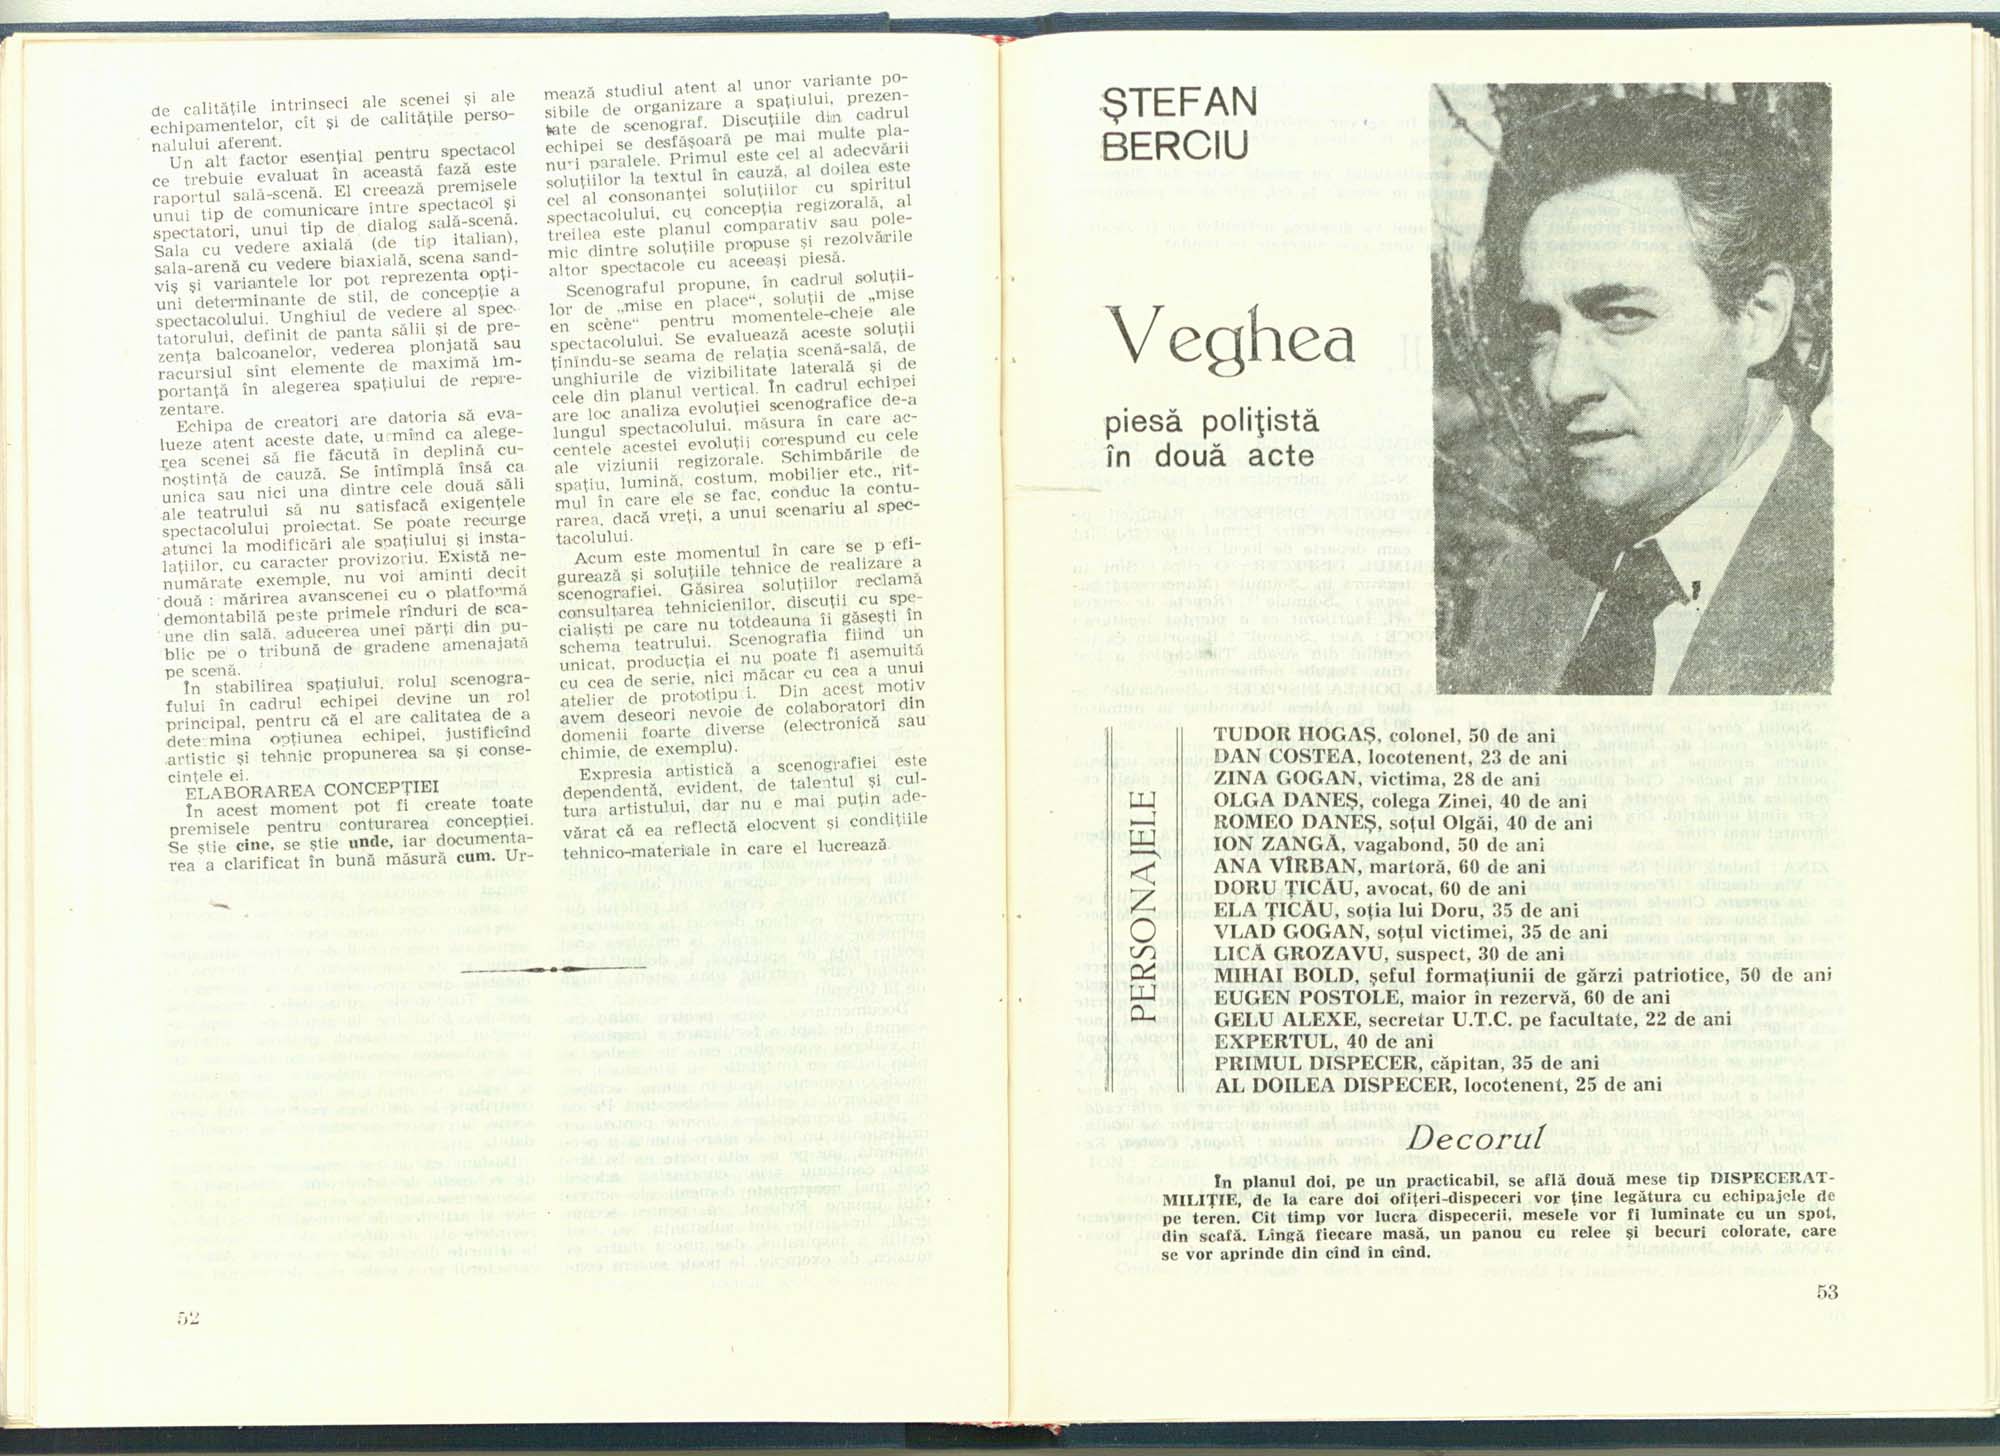 de calitățile intrinseci ale scenei și ale
echipamentelor, cît și de calitățile perso-
nalului aferent.
Un alt factor esențial pentru spectacol
ce trebuie evaluat în această fază este
raportul sală-scenă. El creează premisele
unui tip de comunicare între spectacol și
spectatori, unui tip de dialog sală-scenă.
Sala cu vedere axială (de tip italian),
sala-arenă cu vedere biaxială, scena sand-
viș și variantele lor pot reprezenta opți-
uni determinante de stil, de concepție a
spectacolului. Unghiul de vedere al spec-
tatorului, definit de panta sălii și de pre-
zența balcoanelor, vederea plonjată sau
racursiul sînt elemente de maximă im-
portanță în alegerea spațiului de repre-
zentare.
Echipa de creatori are datoria să eva-
lueze atent aceste date, urmînd ca alege-
rea scenei să fie făcută în deplină cu-
noștință de cauză. Se întîmplă însă ca
unica sau nici una dintre cele două săli
ale teatrului să nu satisfacă exigențele
spectacolului proiectat. Se poate recurge
atunci la modificări ale spațiului și insta-
lațiilor, cu caracter provizoriu. Există ne-
numărate exemple, nu voi aminti decît
două : mărirea avanscenei cu o platformă
demontabilă peste primele rînduri de sca-
une din sală, aducerea unei părți din pu-
blic pe o tribună de gradene amenajată
pe scenă.
În stabilirea spațiului, rolul scenogra-
fului în cadrul echipei devine un rol
principal, pentru că el are calitatea de a
determina opțiunea echipei, justificînd
artistic și tehnic propunerea sa și conse-
cințele ei.
ELABORAREA CONCEPȚIEI
În acest moment pot fi create toate
premisele pentru conturarea concepției.
Se știe cine, se știe unde, iar documenta-
rea a clarificat în bună măsură cum. Ur-
mează studiul atent al unor variante po-
sibile de organizare a spațiului, prezen-
tate de scenograf. Discuțiile din cadrul
echipei se desfășoară pe mai multe pla-
nuri paralele. Primul este cel al adecvării
soluțiilor la textul în cauză, al doilea este
cel al consonanței soluțiilor cu spiritul
spectacolului, cu concepția regizorală, al
treilea este planul comparativ sau pole-
mic dintre soluțiile propuse și rezolvările
altor spectacole cu aceeași piesă.
Scenograful propune, în cadrul soluții-
lor de „mise en place“, soluții de „mise
en scène“ pentru momentele-cheie ale
spectacolului. Se evaluează aceste soluții
ținîndu-se seama de relația scenă-sală, de
unghiurile de vizibilitate laterală și de
cele din planul vertical. În cadrul echipei
are loc analiza evoluției scenografice de-a
lungul spectacolului, măsura în care ac-
centele acestei evoluții corespund cu cele
ale viziunii regizorale. Schimbările de
spațiu, lumină, costum, mobilier etc., rit-
mul în care ele se fac, conduc la contu-
rarea, dacă vreți, a unui scenariu al spec-
tacolului.
Acum este momentul în care se p efi-
gurează și soluțiile tehnice de realizare a
scenografiei. Găsirea soluțiilor reclamă
consultarea tehnicienilor, discuții cu spe-
cialiști pe care nu totdeauna îi găsești în
schema teatrului. Scenografia fiind un
unicat, producția ei nu poate fi asemuită
cu cea de serie, nici măcar cu cea a unui
atelier de prototipu i. Din acest motiv
avem deseori nevoie de colaboratori din
domenii foarte diverse (electronică sau
chimie, de exemplu).
Expresia artistică a scenografiei este
dependentă, evident, de talentul și cul-
tura artistului, dar nu e mai puțin ade-
vărat că ea reflectă elocvent și condițiile
tehnico-materiale în care el lucrează.
52
ȘTEFAN
BERCIU
Veghea
piesă polițistă
în două acte
PERSONAJELE
TUDOR HOGAȘ, colonel, 50 de ani
DAN COSTEA, locotenent, 23 de ani
ZINA GOGAN, victima, 28 de ani
OLGA DANEȘ, colega Zinei, 40 de ani
ROMEO DANEȘ, soțul Olgăi, 40 de ani
ION ZANGĂ, vagabond, 50 de ani
ANA VÎRBAN, martoră, 60 de ani
DORU ȚICĂU, avocat, 60 de ani
ELA ȚICĂU, soția lui Doru, 35 de ani
VLAD GOGAN, soțul victimei, 35 de ani
LICĂ GROZAVU, suspect, 30 de ani
MIHAI BOLD, șeful formațiunii de gărzi patriotice, 50 de ani
EUGEN POSTOLE, maior în rezervă, 60 de ani
GELU ALEXE, secretar U.T.C. pe facultate, 22 de ani
EXPERTUL, 40 de ani
PRIMUL DISPECER, căpitan, 35 de ani
AL DOILEA DISPECER, locotenent, 25 de ani
Decorul
În planul doi, pe un practicabil, se află două mese tip DISPECERAT-
MILIȚIE, de la care doi ofițeri-dispeceri vor ține legătura cu echipajele de
pe teren. Cît timp vor lucra dispecerii, mesele vor fi luminate cu un spot,
din scafă. Lîngă fiecare masă, un panou cu relee și becuri colorate, care
se vor aprinde din cînd în cînd.
53